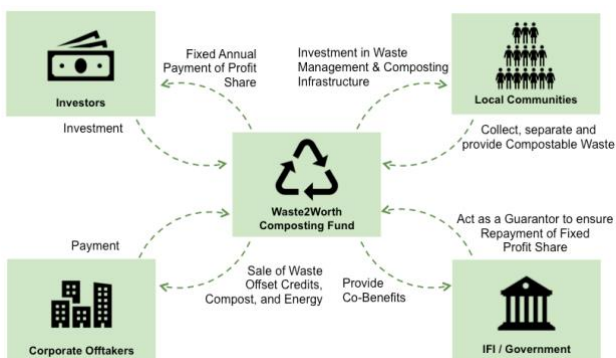 Fixed Annual
Payment of Profit
Share
Investment in Waste
Management & Composting
Infrastructure
Investors
Local Communities
Investment
Collect, separate and
provide Compostable Waste
Waste2Worth
Composting Fund
Payment
Act as a Guarantor to ensure
Repayment of Fixed
Profit Share
Sale of Waste
Offset Credits,
Compost, and Energy
Provide
Co-Benefits
Corporate Offtakers
IFI / Government